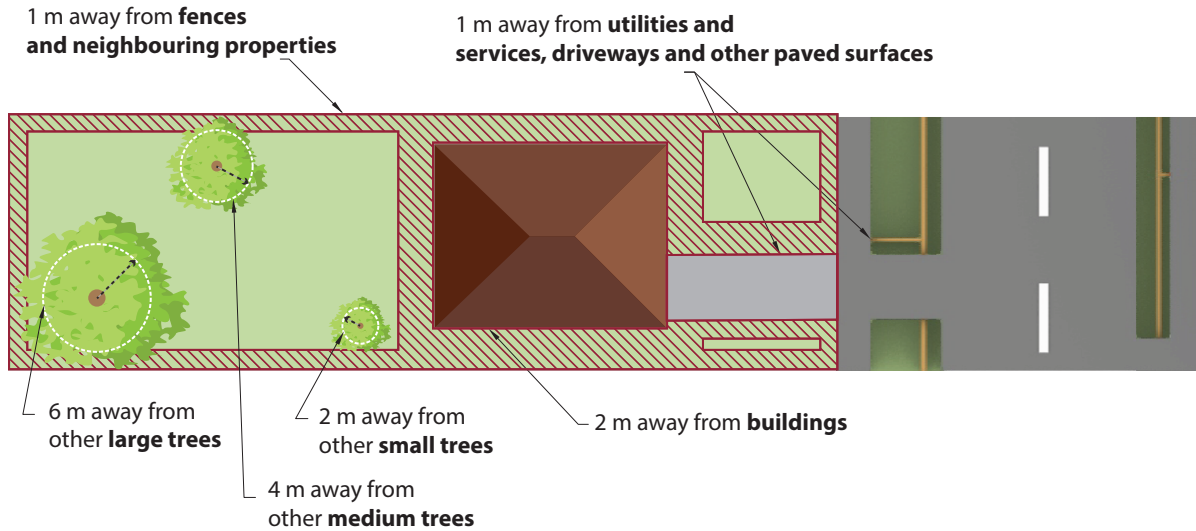 1 m away from fences
and neighbouring properties
1 m away from utilities and
services, driveways and other paved surfaces
6 m away from
other large trees
2 m away from
other small trees
2 m away from buildings
4 m away from
other medium trees